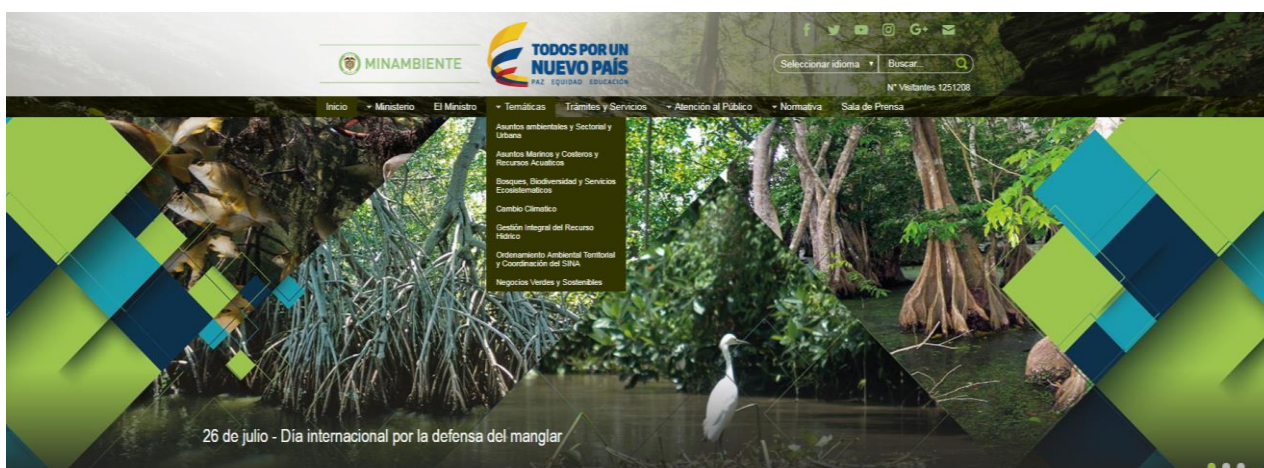 MINAMBIENTE
TODOS POR UN
NUEVO PAÍS
PAZ EQUIDAD EDUCACIÓN
Seleccionar idioma
Buscar...
N° Visitantes 1251208
Inicio Ministerio El Ministro Temáticas Trámites y Servicios Atención al Público Normativa Sala de Prensa
Asuntos ambientales y Sectorial y
Urbana
Asuntos Marinos y Costeros y
Recursos Acuaticos
Bosques, Biodiversidad y Servicios
Ecosistematicos
Cambio Climatico
Gestión Integral del Recurso
Hidrico
Ordenamiento Ambiental Territorial
y Coordinación del SINA
Negocios Verdes y Sostenibles
26 de julio - Dia internacional por la defensa del manglar